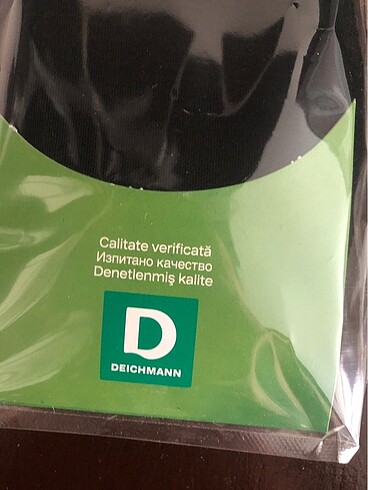 Calitate verificată
Изпитано качество
Denetlenmiş kalite
D
DEICHMANN